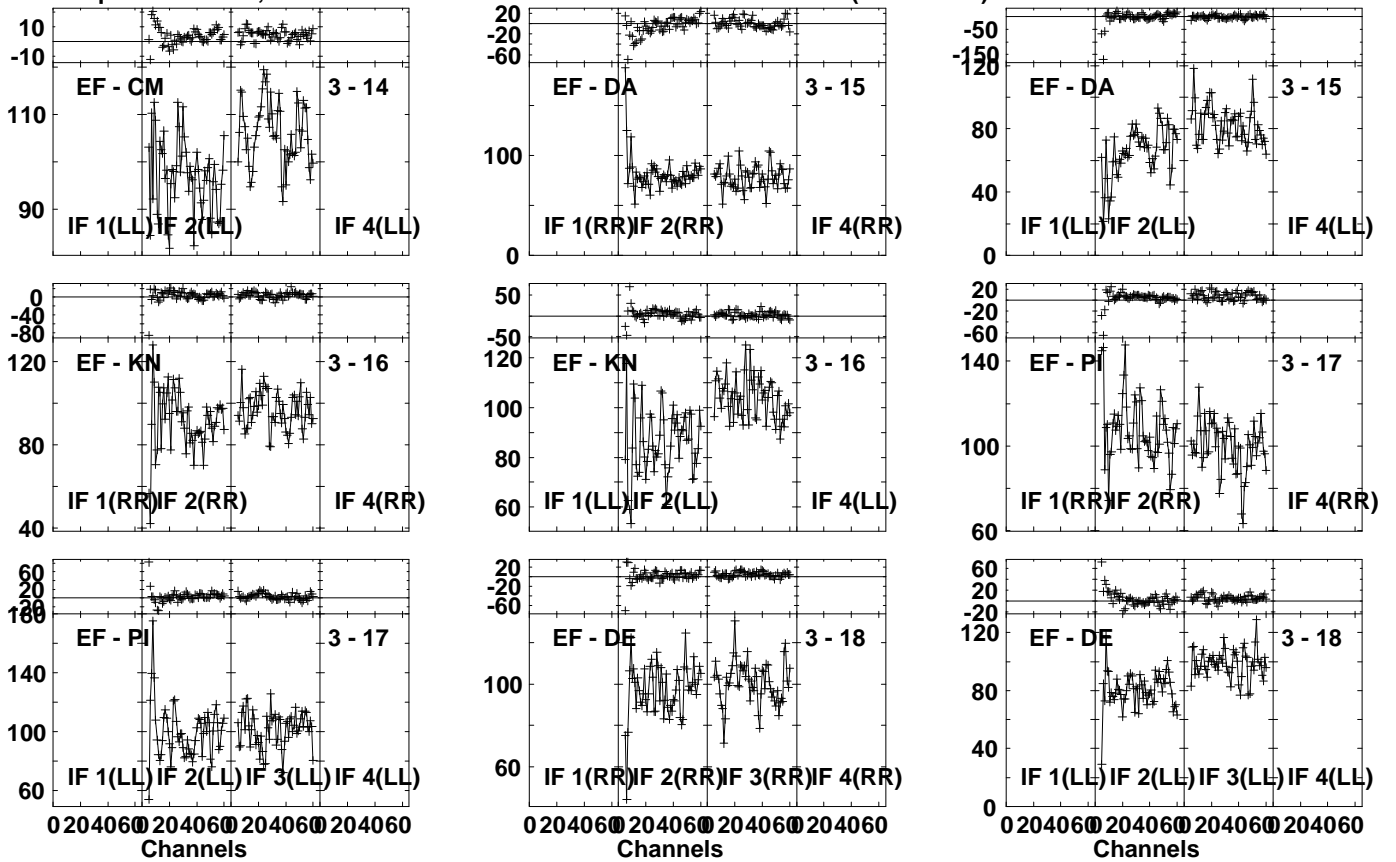 10
-10
EF - CM 3 - 14
110
90
IF 1(LL) IF 2(LL) IF 4(LL)
20
0
-20
-60
EF - DA 3 - 15
100
0
IF 1(RR) IF 2(RR) IF 4(RR)
-50
-150
120
EF - DA 3 - 15
80
40
0
IF 1(LL) IF 2(LL) IF 4(LL)
0
-40
-80
EF - KN 3 - 16
120
80
40
IF 1(RR) IF 2(RR) IF 4(RR)
50
-50
EF - KN 3 - 16
120
100
80
60
IF 1(LL) IF 2(LL) IF 4(LL)
20
-20
-60
EF - PI 3 - 17
140
100
60
IF 1(RR) IF 2(RR) IF 4(RR)
60
20
180
EF - PI 3 - 17
140
100
60
IF 1(LL) IF 2(LL) IF 3(LL) IF 4(LL)
20
-20
-60
EF - DE 3 - 18
100
60
IF 1(RR) IF 2(RR) IF 3(RR) IF 4(RR)
60
20
-20
EF - DE 3 - 18
120
80
40
0
IF 1(LL) IF 2(LL) IF 3(LL) IF 4(LL)
0 204060 0 204060 0 204060 0 204060
0 204060 0 204060 0 204060 0 204060
0 204060 0 204060 0 204060 0 204060
Channels Channels Channels